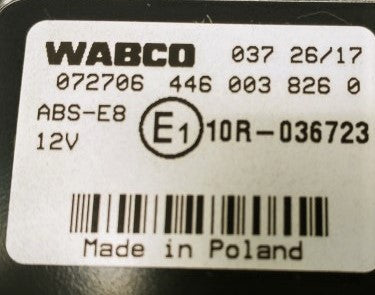 WABCO 037 26/17
072706 446 003 826 0
ABS-E8
12V
E1 10R-036723
Made in Poland